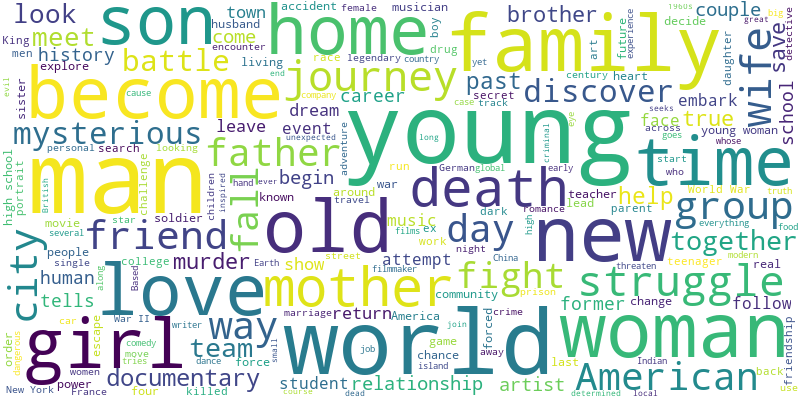 look
son
town
husband
home
accident
female
musician
boy
drug
brother
family
couple
decide
1960s
big
great
detective
King
men
meet
history
come
encounter
battle
living
end
race
legendary
country
yet
art
future
experience
daughter
wife
save
school
evil
sister
explore
become
cause
journey
career
past
secret
century
heart
discover
embark
company
case
track
seeks
mysterious
leave
dream
event
young
criminal
eye
face
true
across
young woman
goes
whose
personal
search
unexpected
adventure
long
time
high school
portrait
British
looking
challenge
man
father
begin
run
German
global
early
start
who
truth
children
inspired
hand
lever
around
travel
war
death
teacher
romance
lead
help
parent
World War
group
everything
food
movie
several
star
soldier
known
old
music
films
ex
work
dark
day
new
high
friend
fall
city
people
single
college
murder
Based
Earth
show
street
filmmaker
night
attempt
China
together
teenager
modern
human
tells
along
love
mother
community
prison
fight
threaten
struggle
real
former
change
follow
order
dangerous
car
escape
War II
writer
girl
way
small
marriage
return
America
join
forced
crime
away
world
woman
last
Indian
back
friendship
comedy
move
tries
dance
team
force
job
game
chance
island
American
use
women
power
documentary
student
relationship
artist
New York
France
four
killed
course
dead
determined
local